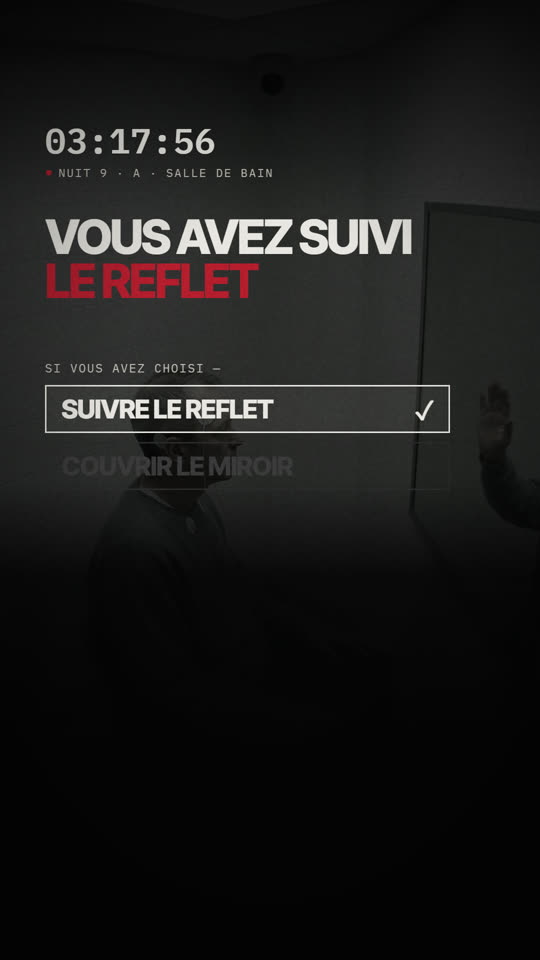 03:17:56
NUIT 9 · A · SALLE DE BAIN
VOUS AVEZ SUIVI
LE REFLET
SI VOUS AVEZ CHOISI —
SUIVRE LE REFLET ✓
COUVRIR LE MIROIR